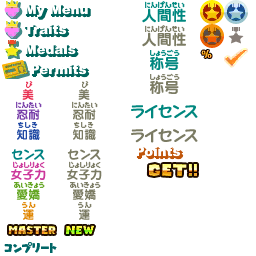 My Menu
Traits
Medals
Permits
び
美
にんたい
忍耐
ちしき
知識
センス
じょしりょく
女子力
あいきょう
愛嬌
うん
運
MASTER
NEW
コンプリート
び
美
にんたい
忍耐
ちしき
知識
センス
じょしりょく
女子力
あいきょう
愛嬌
うん
運
にんげんせい
人間性
にんげんせい
人間性
しょうごう
称号
しょうごう
称号
ライセンス
ライセンス
Points
GET!!
%